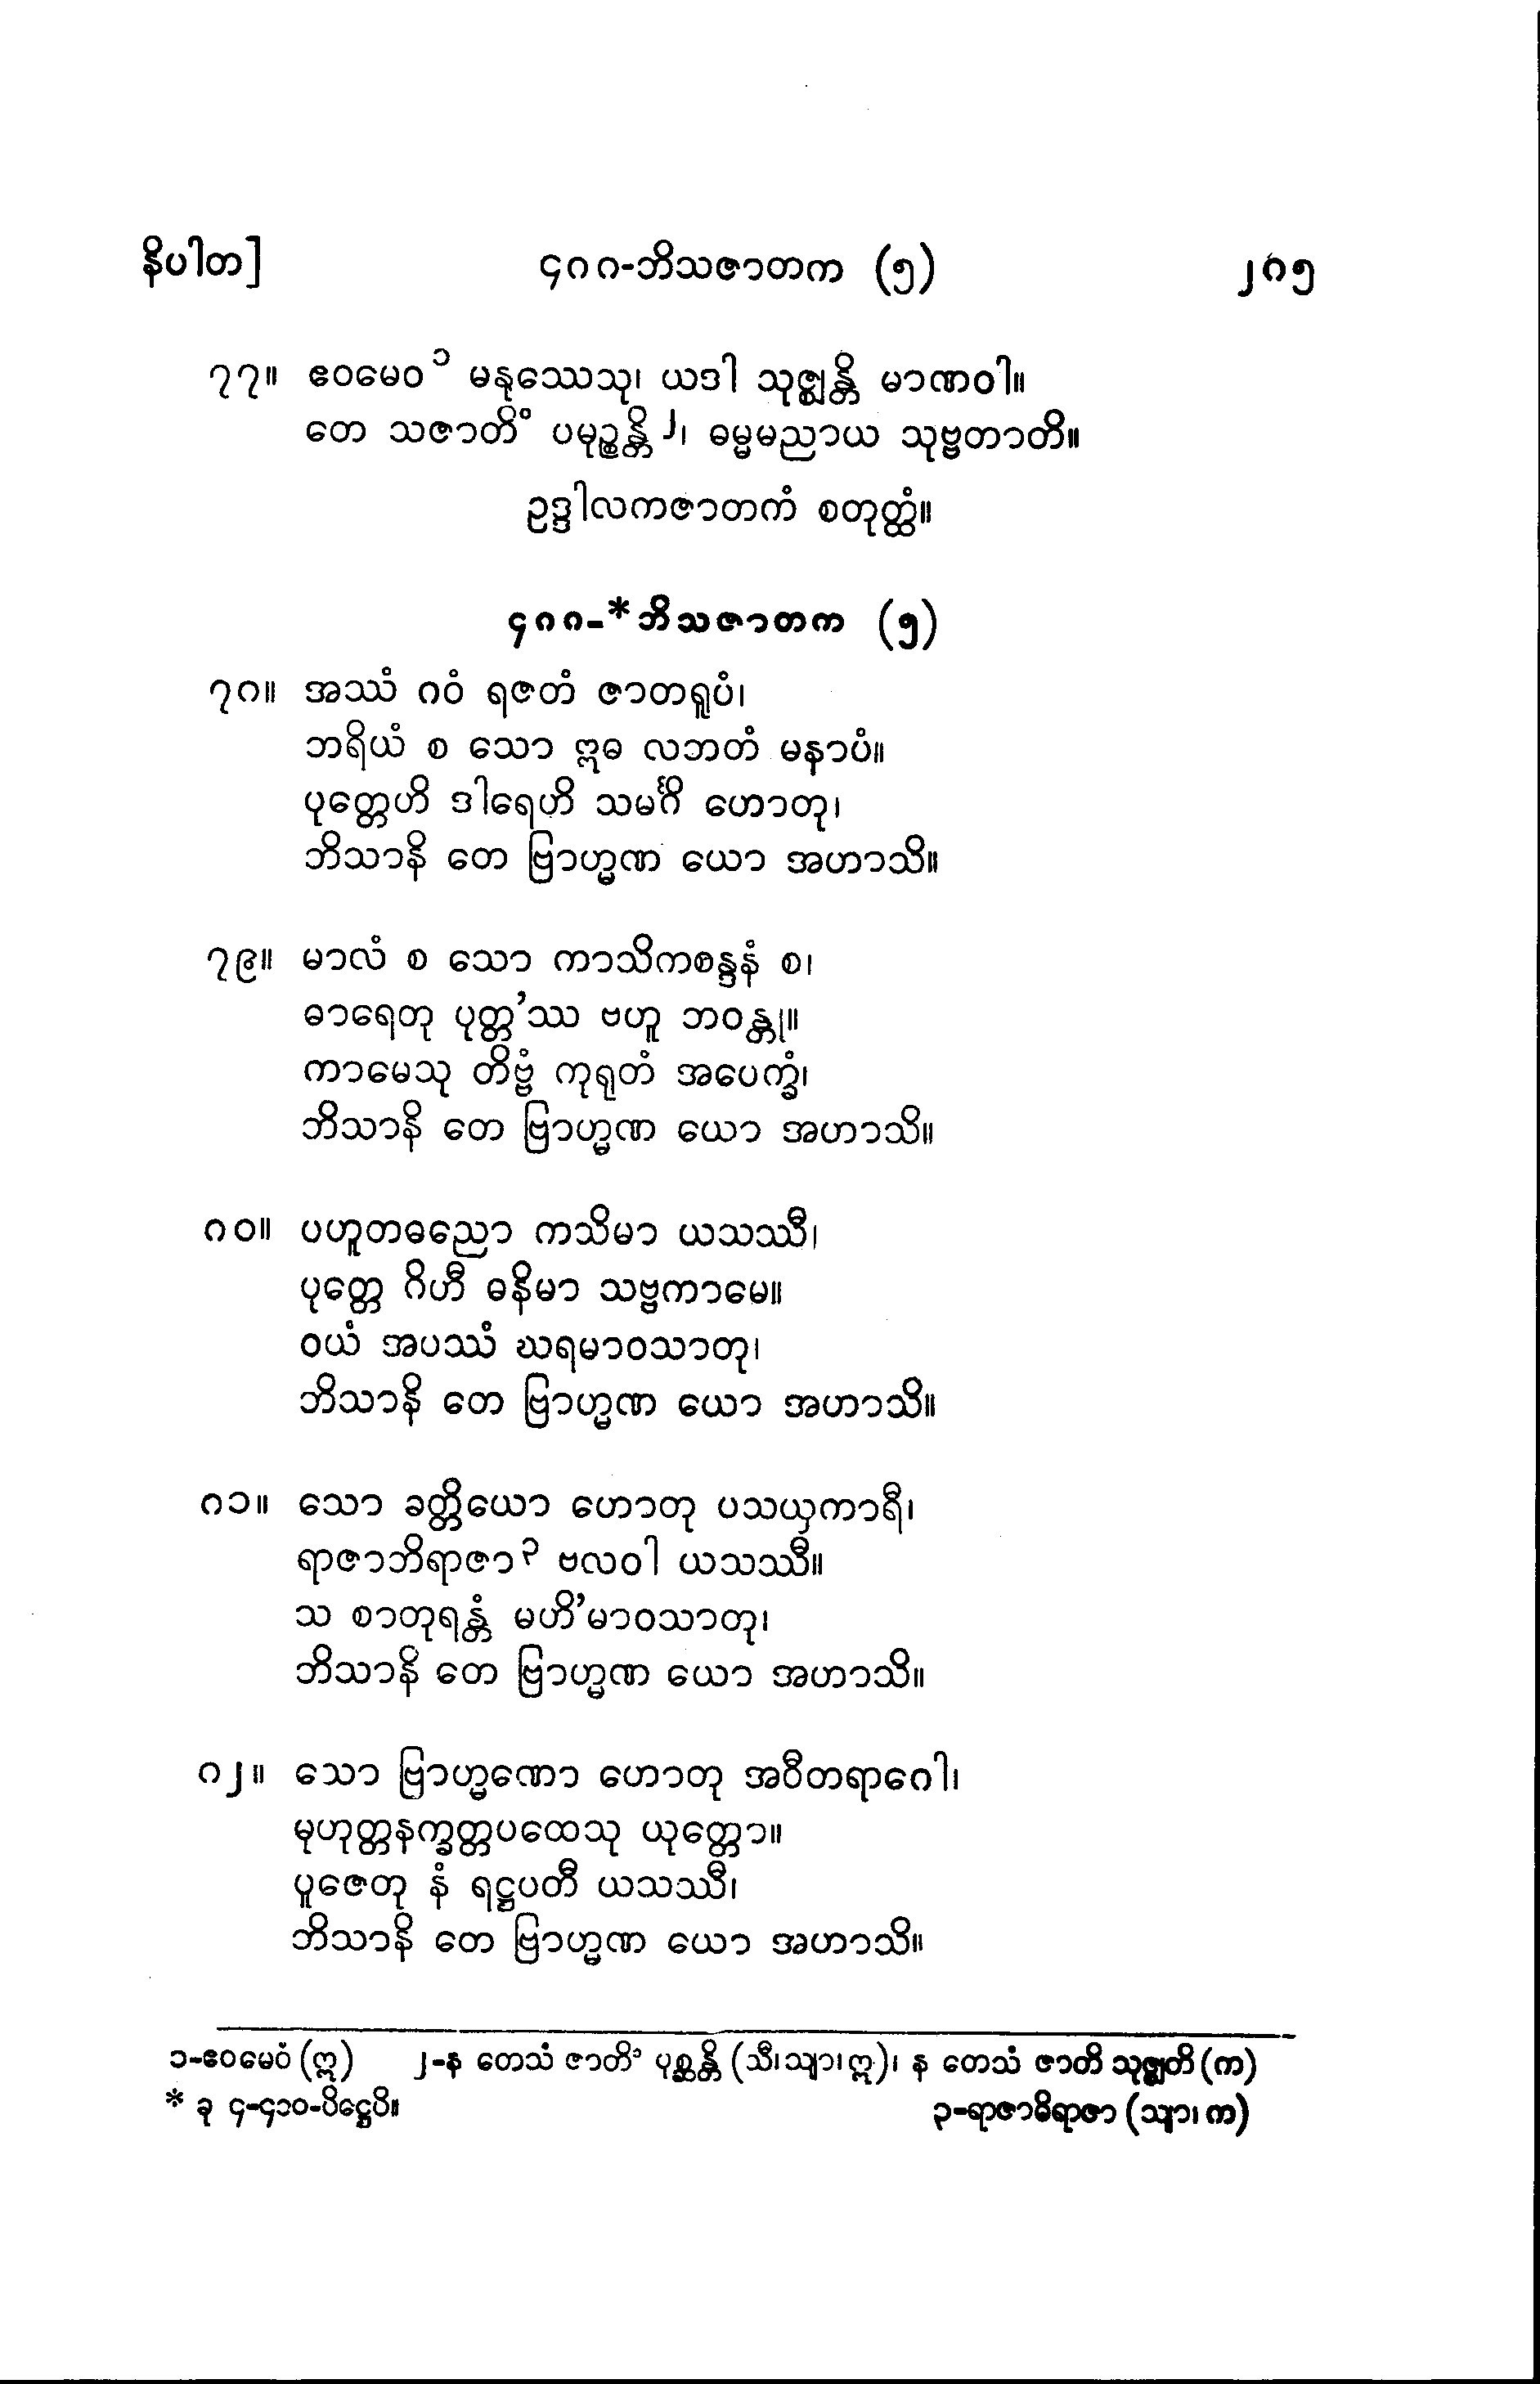 နိပါတ] ၄၈၈-ဘိသဇာတက (၅) ၂၈၅
၇၇။ ဧဝမေဝ၁ မနုဿေသု၊ ယဒါ သုဇ္ဈန္တိ မာဏဝါ။
တေ သဇာတိံ ပမုဉ္စန္တိ၂၊ ဓမ္မမညာယ သုဗ္ဗတာတိ။
ဥဒ္ဒါလကဇာတကံ စတုတ္ထံ။
၄၈၈-*ဘိသဇာတက (၅)
၇၈။ အဿံ ဂဝံ ရဇတံ ဇာတရူပံ၊
ဘရိယံ စ သော ဣဓ လဘတံ မနာပံ။
ပုတ္တေဟိ ဒါရေဟိ သမင်္ဂိ ဟောတု၊
ဘိသာနိ တေ ဗြာဟ္မဏ ယော အဟာသိ။
၇၉။ မာလံ စ သော ကာသိကစန္ဒနံ စ၊
ဓာရေတု ပုတ္တ’ဿ ဗဟူ ဘဝန္တု။
ကာမေသု တိဗ္ဗံ ကုရုတံ အပေက္ခံ၊
ဘိသာနိ တေ ဗြာဟ္မဏ ယော အဟာသိ။
၈၀။ ပဟူတဓညော ကသိမာ ယသဿီ၊
ပုတ္တေ ဂိဟီ ဓနိမာ သဗ္ဗကာမေ။
ဝယံ အပဿံ ဃရမာဝသာတု၊
ဘိသာနိ တေ ဗြာဟ္မဏ ယော အဟာသိ။
၈၁။ သော ခတ္တိယော ဟောတု ပသယှကာရီ၊
ရာဇာဘိရာဇာ၃ ဗလဝါ ယသဿီ။
သ စာတုရန္တံ မဟိ’မာဝသာတု၊
ဘိသာနိ တေ ဗြာဟ္မဏ ယော အဟာသိ။
၈၂။ သော ဗြာဟ္မဏော ဟောတု အဝီတရာဂေါ၊
မုဟုတ္တနက္ခတ္တပထေသု ယုတ္တော။
ပူဇေတု နံ ရဋ္ဌပတီ ယသဿီ၊
ဘိသာနိ တေ ဗြာဟ္မဏ ယော အဟာသိ။
၁-ဧဝမေဝံ (ဣ) ၂-န တေသံ ဇာတိံ ပုစ္ဆန္တိ (သီ၊သျာ၊ဣ)၊ န တေသံ ဇာတိ သုဇ္ဈတိ (က)
* ခု ၄-၄၁၀-ပိဋ္ဌေပိ။ ၃-ရာဇာဓိရာဇာ (သျာ၊ က)